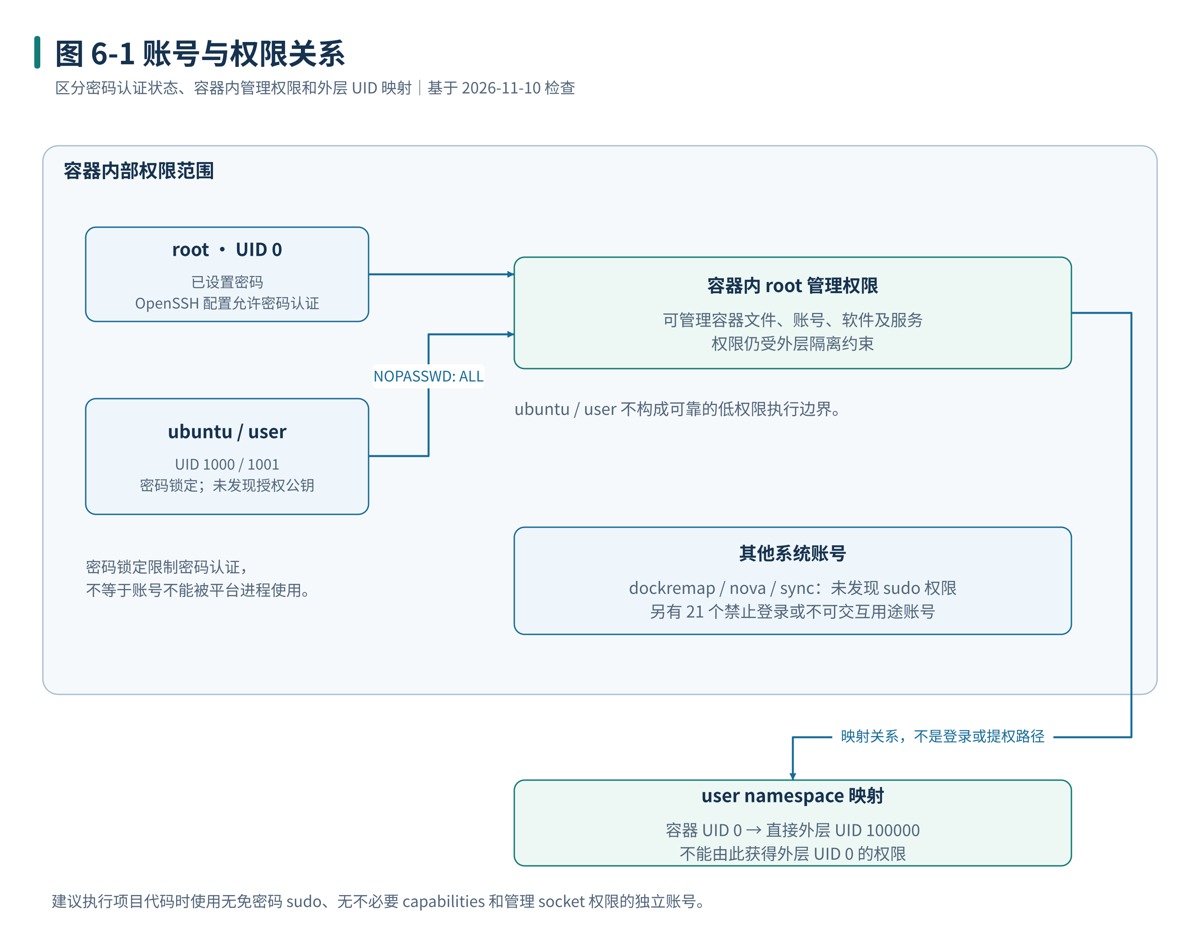 图 6-1 账号与权限关系
区分密码认证状态、容器内管理权限和外层 UID 映射｜基于 2026-11-10 检查
容器内部权限范围
root · UID 0
已设置密码
OpenSSH 配置允许密码认证
容器内 root 管理权限
可管理容器文件、账号、软件及服务
权限仍受外层隔离约束
NOPASSWD: ALL
ubuntu / user 不构成可靠的低权限执行边界。
ubuntu / user
UID 1000 / 1001
密码锁定；未发现授权公钥
密码锁定限制密码认证，
不等于账号不能被平台进程使用。
其他系统账号
dockremap / nova / sync：未发现 sudo 权限
另有 21 个禁止登录或不可交互用途账号
映射关系，不是登录或提权路径
user namespace 映射
容器 UID 0 → 直接外层 UID 100000
不能由此获得外层 UID 0 的权限
建议执行项目代码时使用无免密码 sudo、无不必要 capabilities 和管理 socket 权限的独立账号。